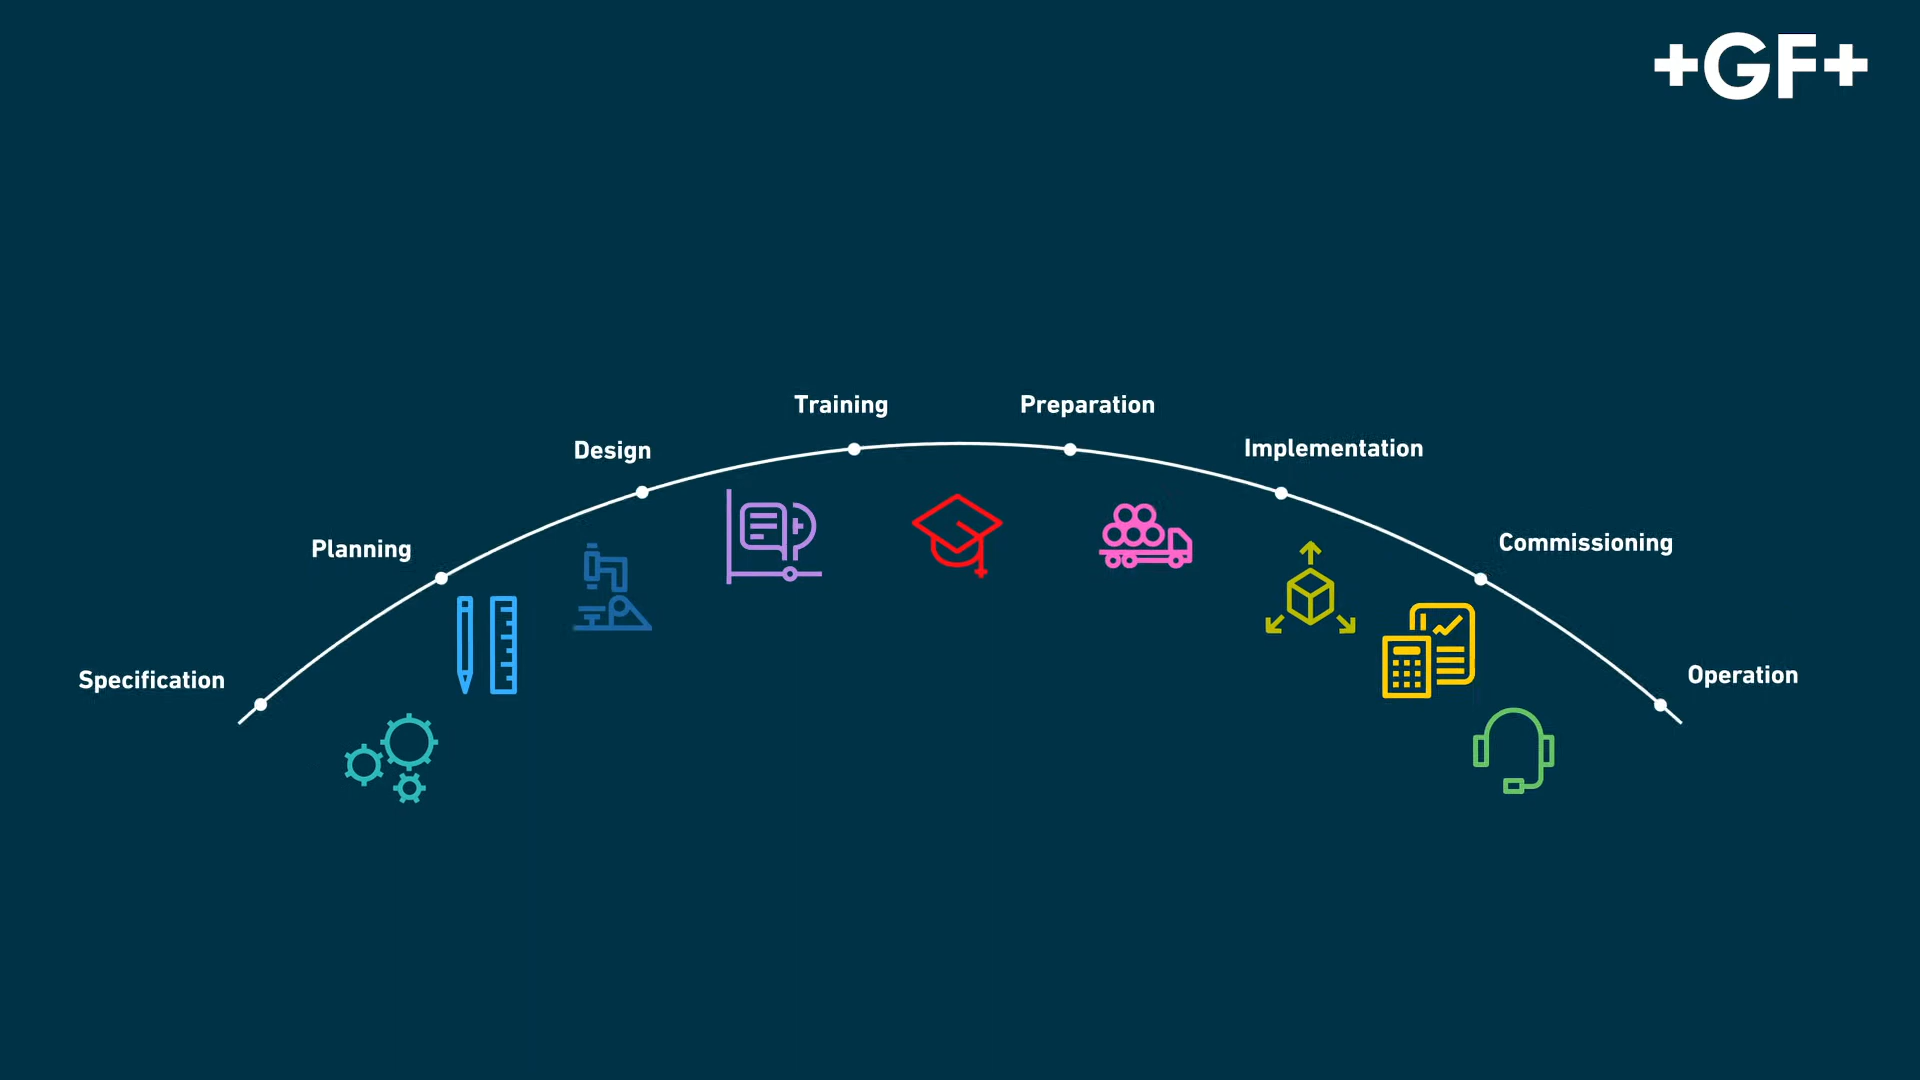 +GF+
Specification
Planning
Design
Training
Preparation
Implementation
Commissioning
Operation